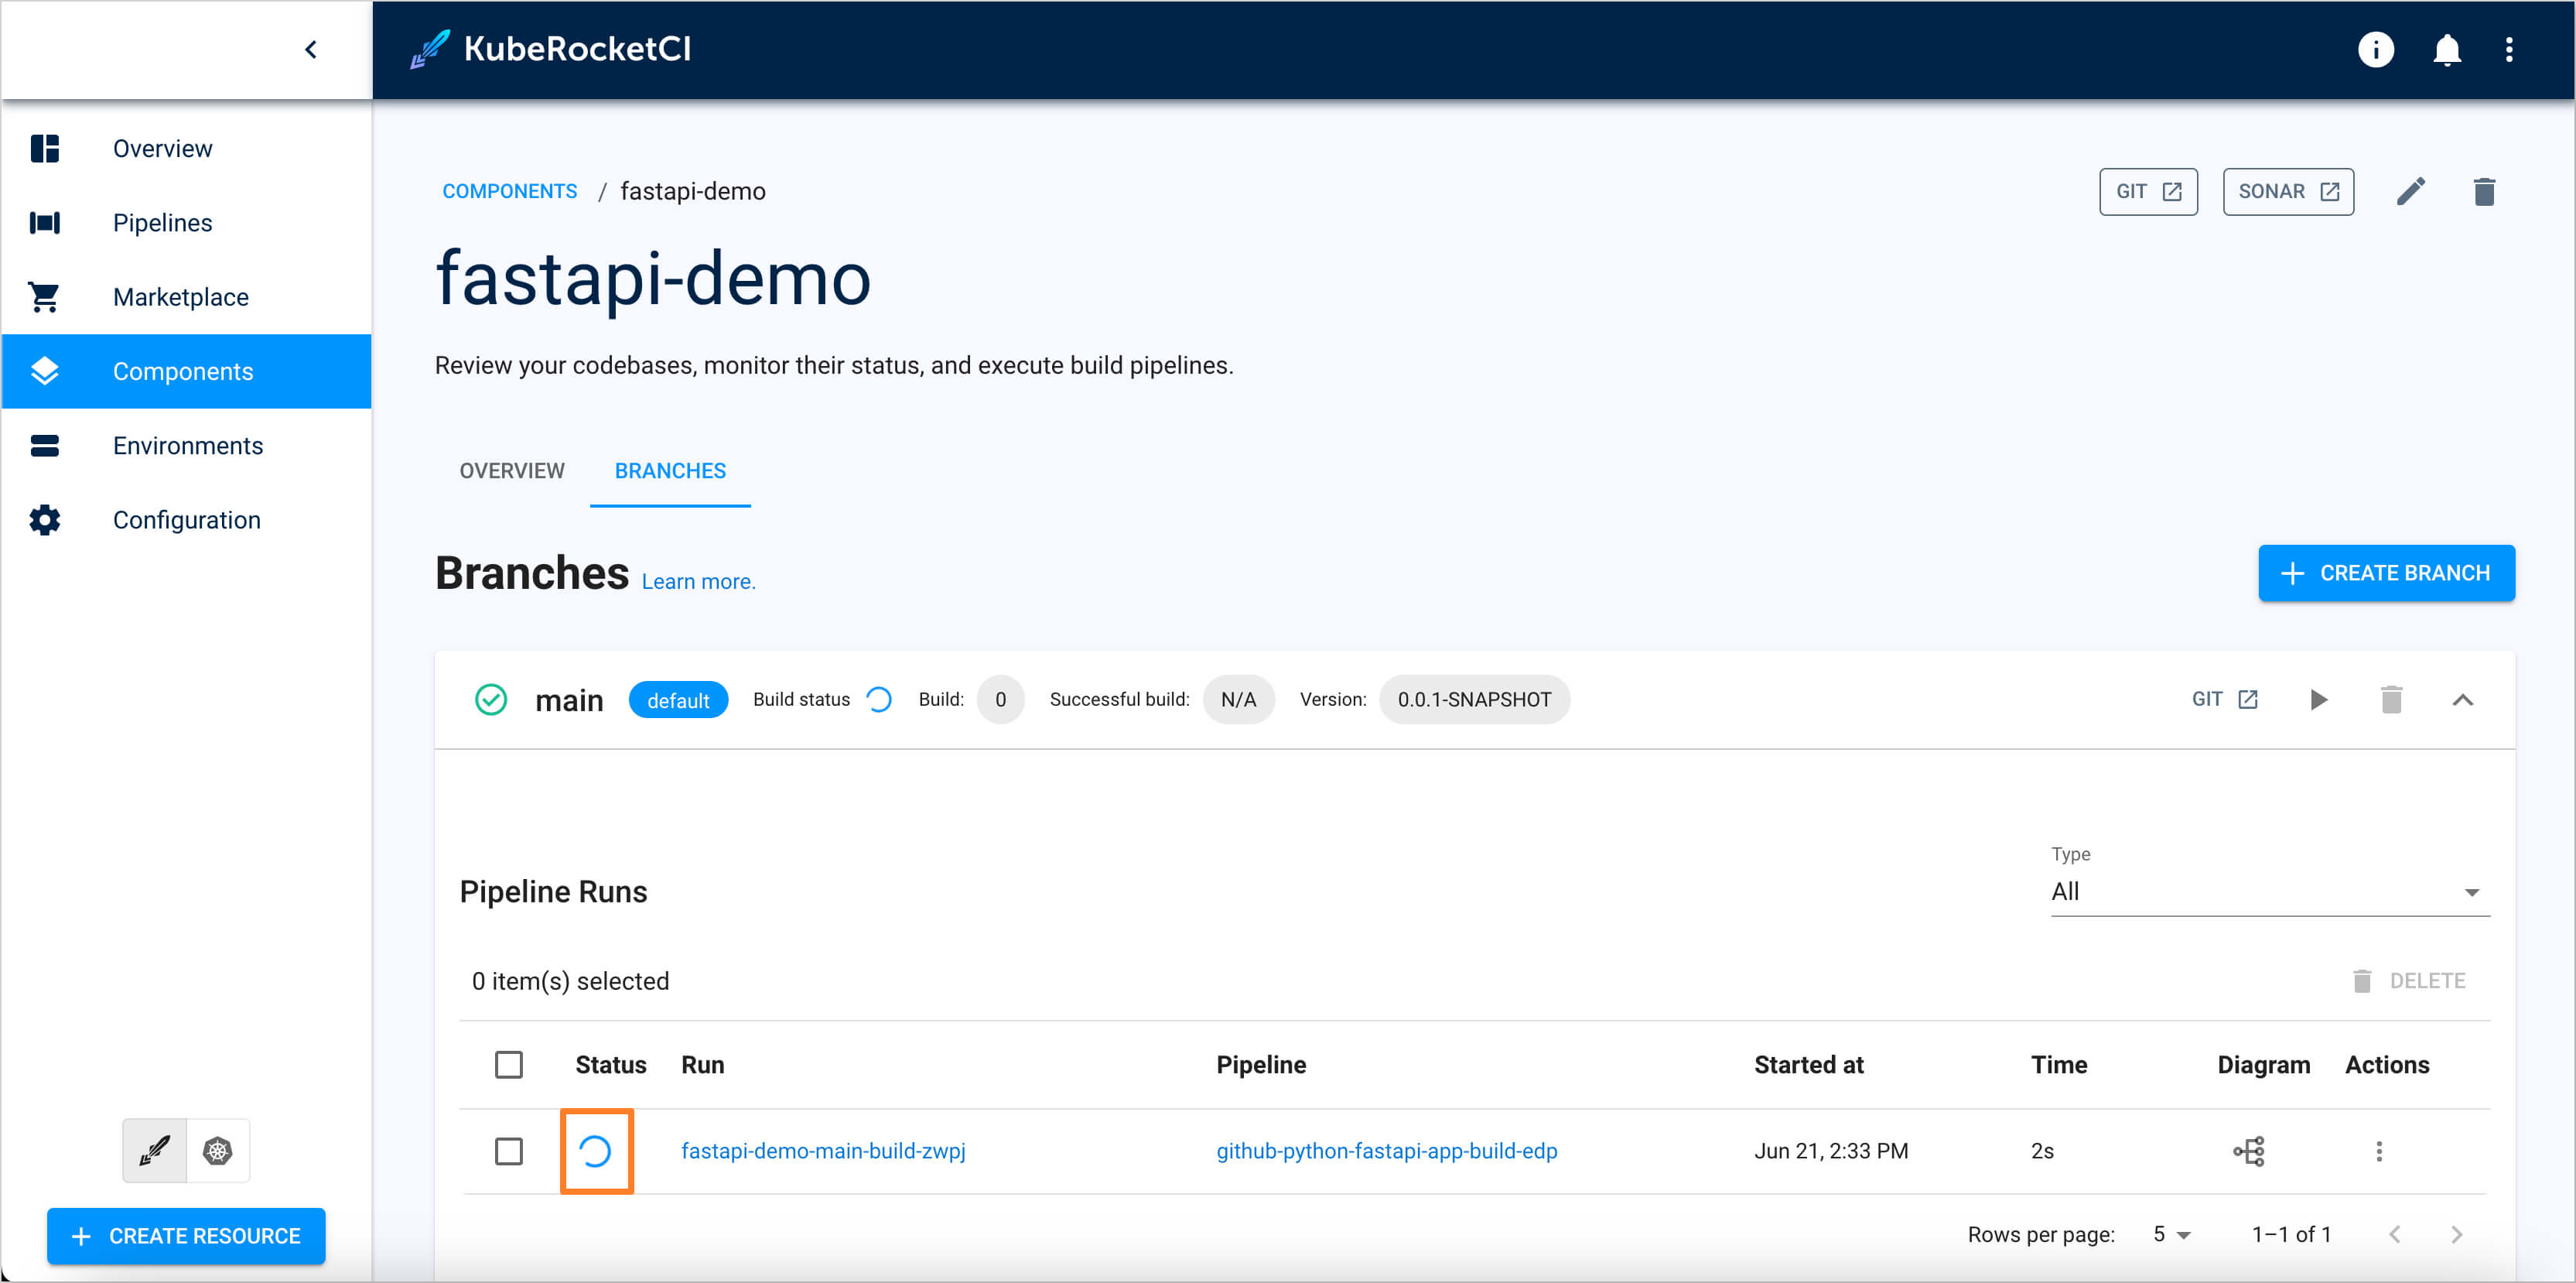 KubeRocketCI
Overview
Pipelines
Marketplace
Components
Environments
Configuration
CREATE RESOURCE
COMPONENTS / fastapi-demo
GIT
SONAR
fastapi-demo
Review your codebases, monitor their status, and execute build pipelines.
OVERVIEW
BRANCHES
Branches Learn more.
CREATE BRANCH
main default Build status Build: 0 Successful build: N/A Version: 0.0.1-SNAPSHOT GIT
Type
Pipeline Runs All
0 item(s) selected DELETE
Status Run Pipeline Started at Time Diagram Actions
fastapi-demo-main-build-zwpj github-python-fastapi-app-build-edp Jun 21, 2:33 PM 2s
Rows per page: 5 1–1 of 1